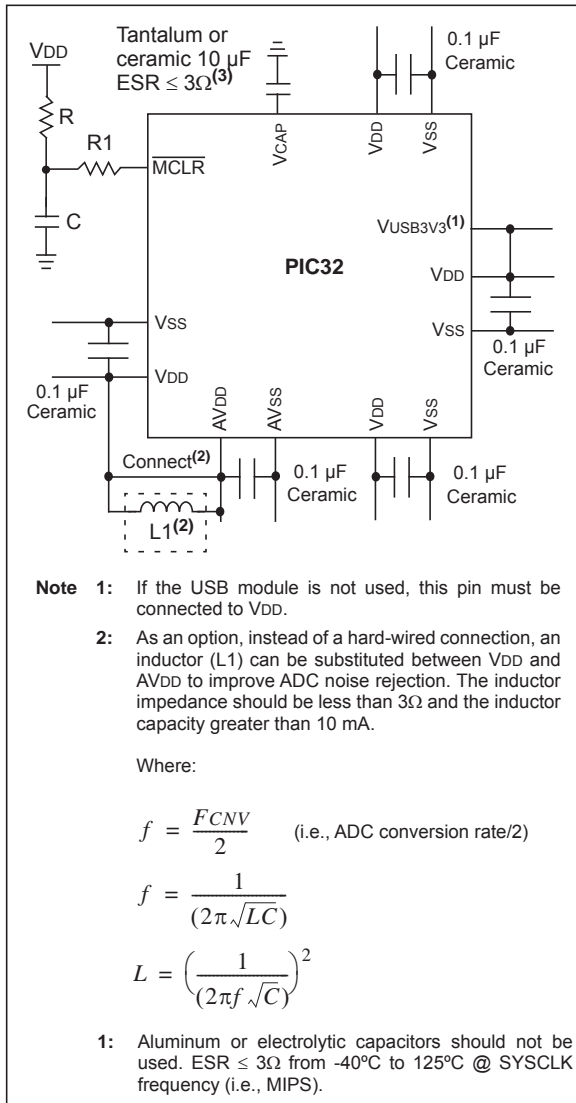 VDD
Tantalum or
ceramic 10 µF
ESR ≤ 3Ω(3)
0.1 µF
Ceramic
R
R1
MCLR
C
VCAP
VDD
VSS
VUSB3V3(1)
PIC32
VDD
VSS
0.1 µF
Ceramic
VSS
VDD
0.1 µF
Ceramic
AVDD
AVSS
VDD
VSS
Connect(2)
0.1 µF
Ceramic
0.1 µF
Ceramic
L1(2)
Note 1: If the USB module is not used, this pin must be
connected to VDD.
2: As an option, instead of a hard-wired connection, an
inductor (L1) can be substituted between VDD and
AVDD to improve ADC noise rejection. The inductor
impedance should be less than 3Ω and the inductor
capacity greater than 10 mA.
Where:
f = FCNV / 2 (i.e., ADC conversion rate/2)
f = 1 / (2π√LC)
L = (1 / (2πf√C))²
1: Aluminum or electrolytic capacitors should not be
used. ESR ≤ 3Ω from -40ºC to 125ºC @ SYSCLK
frequency (i.e., MIPS).